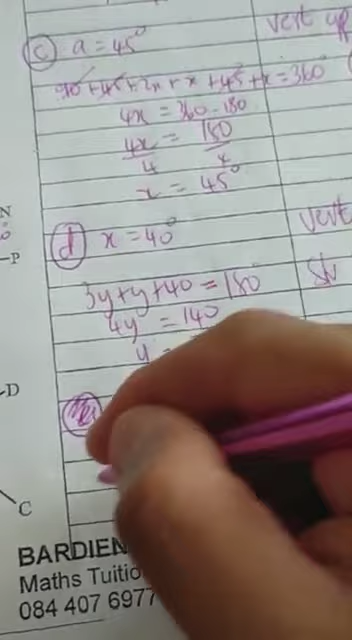 vert
(c) a = 45°
90° + 45° + 2x + x + 45° + x = 360°
4x = 360 - 180
4x/4 = 180/4
x = 45°
N
P
(d) x = 40° vert
3y + y + 40 = 180°
4y = 140
y =
D
C
BARDIEN
Maths Tuitio
084 407 6977